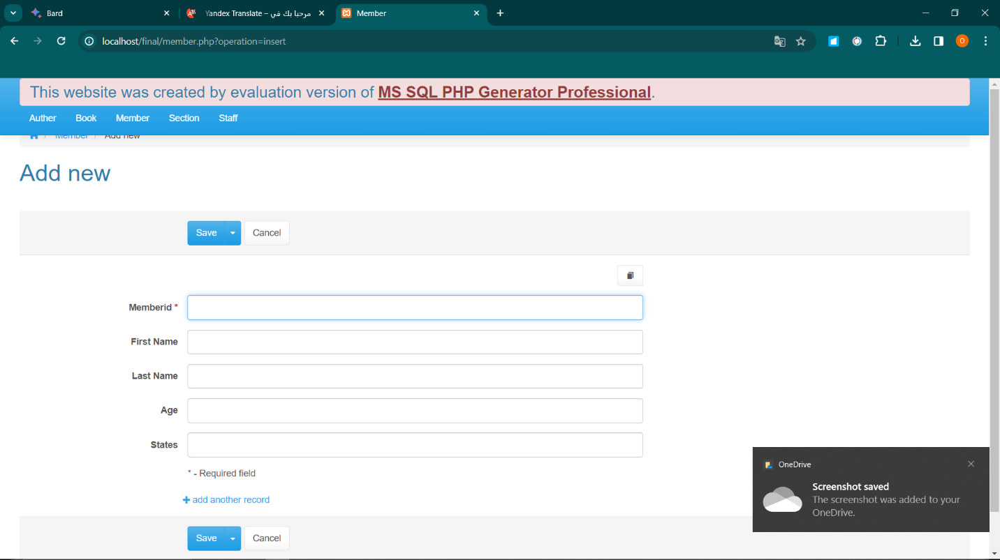 Bard
Yandex Translate – مرحبا بك في
Member
localhost/final/member.php?operation=insert
O
This website was created by evaluation version of MS SQL PHP Generator Professional.
Auther Book Member Section Staff
/ Member / Add new
Add new
Save Cancel
Memberid *
First Name
Last Name
Age
States
* - Required field
add another record
Save Cancel
OneDrive
Screenshot saved
The screenshot was added to your
OneDrive.